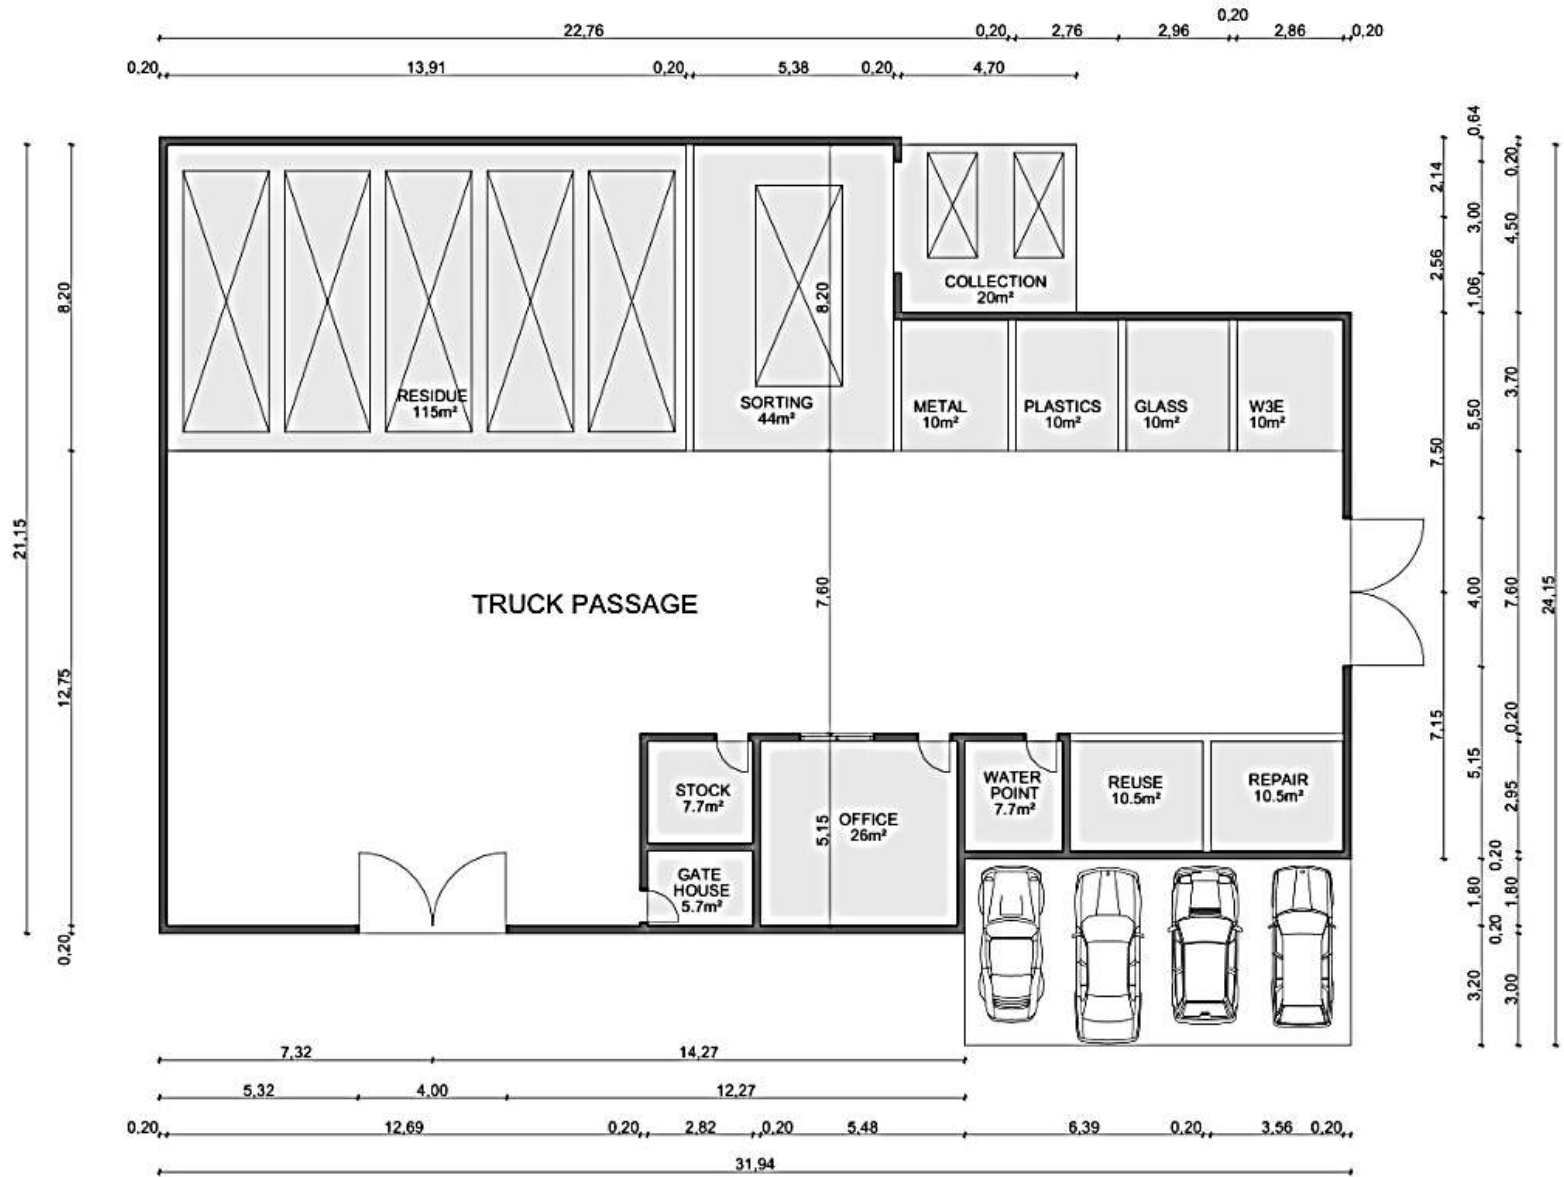 0,20
22,76
0,20
2,76
2,96
2,86
0,20
0,20
13,91
0,20
5,38
0,20
4,70
0,64
2,14
0,20
3,00
4,50
2,56
1,06
COLLECTION
20m²
8,20
8,20
RESIDUE
115m²
SORTING
44m²
METAL
10m²
PLASTICS
10m²
GLASS
10m²
W3E
10m²
3,70
5,50
7,50
21,15
TRUCK PASSAGE
7,60
4,00
7,60
24,15
12,75
7,15
0,20
STOCK
7.7m²
OFFICE
26m²
5,15
WATER
POINT
7.7m²
REUSE
10.5m²
REPAIR
10.5m²
5,15
2,95
GATE
HOUSE
5.7m²
0,20
1,80
1,80
0,20
0,20
3,20
3,00
7,32
14,27
5,32
4,00
12,27
0,20
12,69
0,20
2,82
0,20
5,48
6,39
0,20
3,56
0,20
31,94